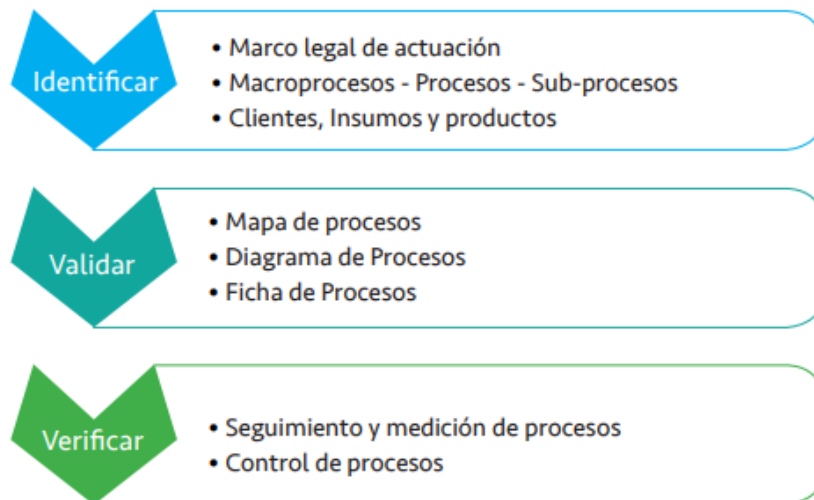 Identificar
• Marco legal de actuación
• Macroprocesos - Procesos - Sub-procesos
• Clientes, Insumos y productos
Validar
• Mapa de procesos
• Diagrama de Procesos
• Ficha de Procesos
Verificar
• Seguimiento y medición de procesos
• Control de procesos